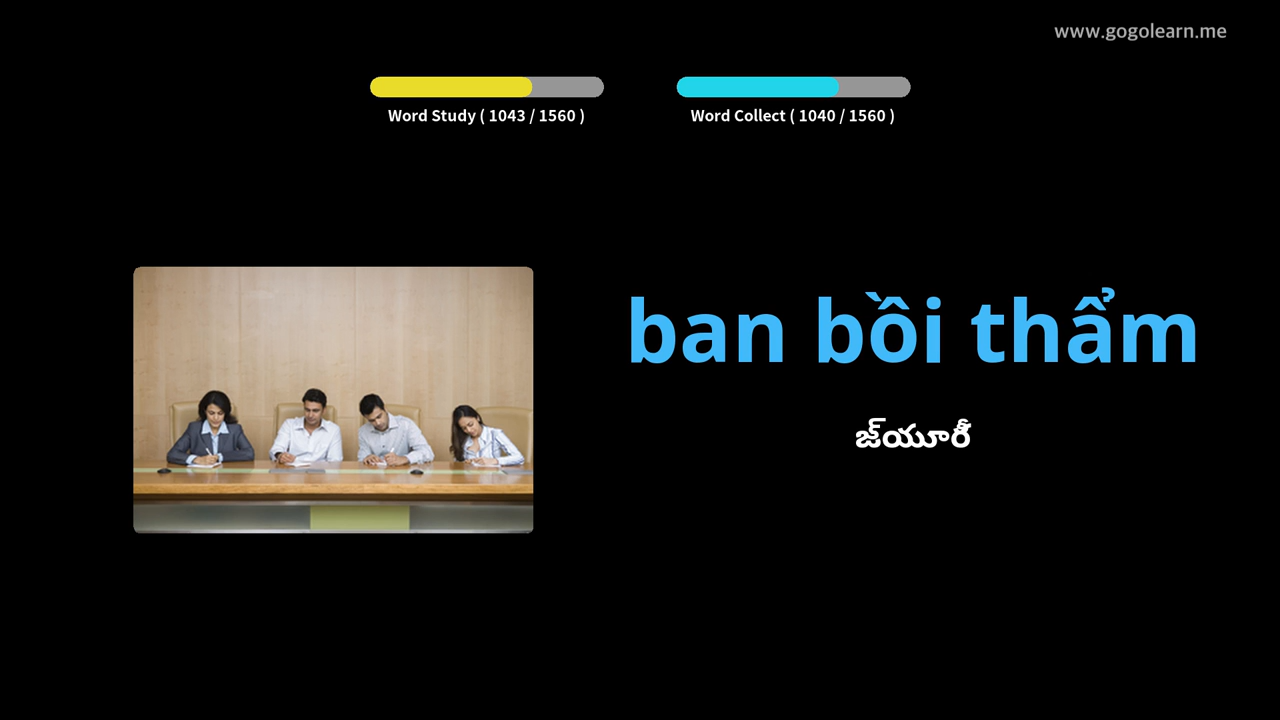 www.gogolearn.me
Word Study ( 1043 / 1560 )
Word Collect ( 1040 / 1560 )
ban bồi thẩm
జ్‌యూరీ